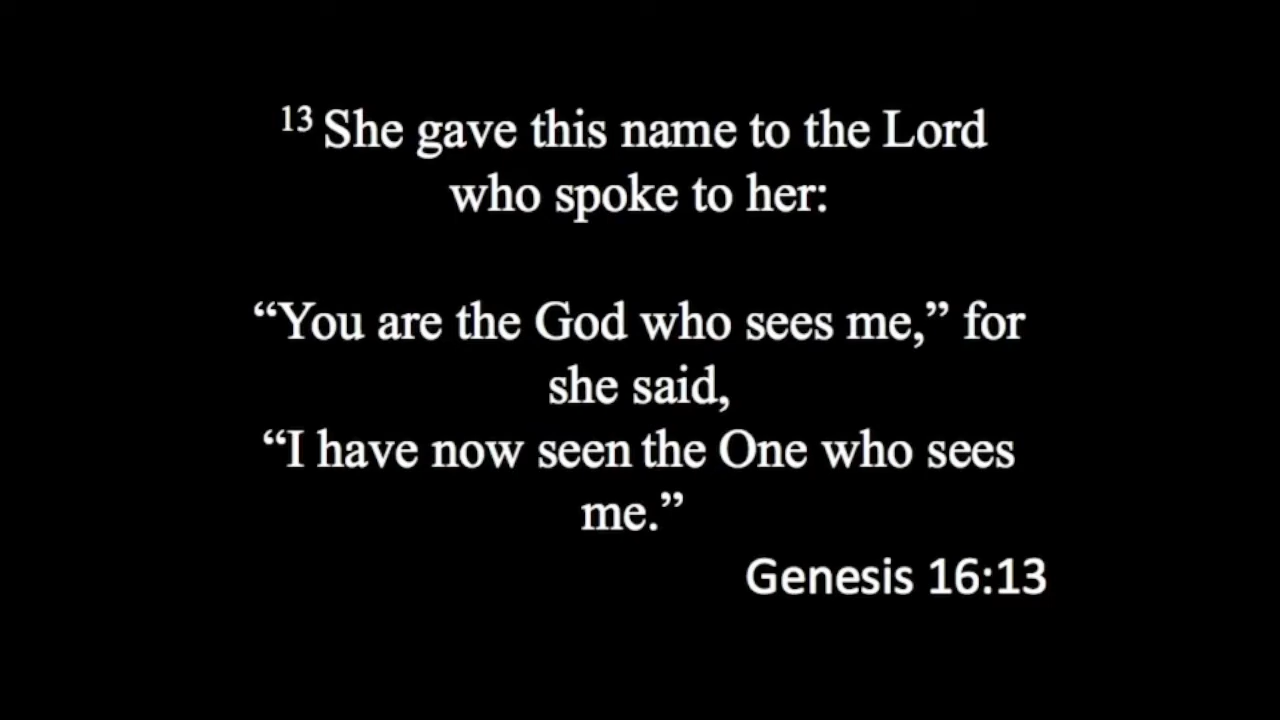 13 She gave this name to the Lord
who spoke to her:
“You are the God who sees me,” for
she said,
“I have now seen the One who sees
me.”
Genesis 16:13